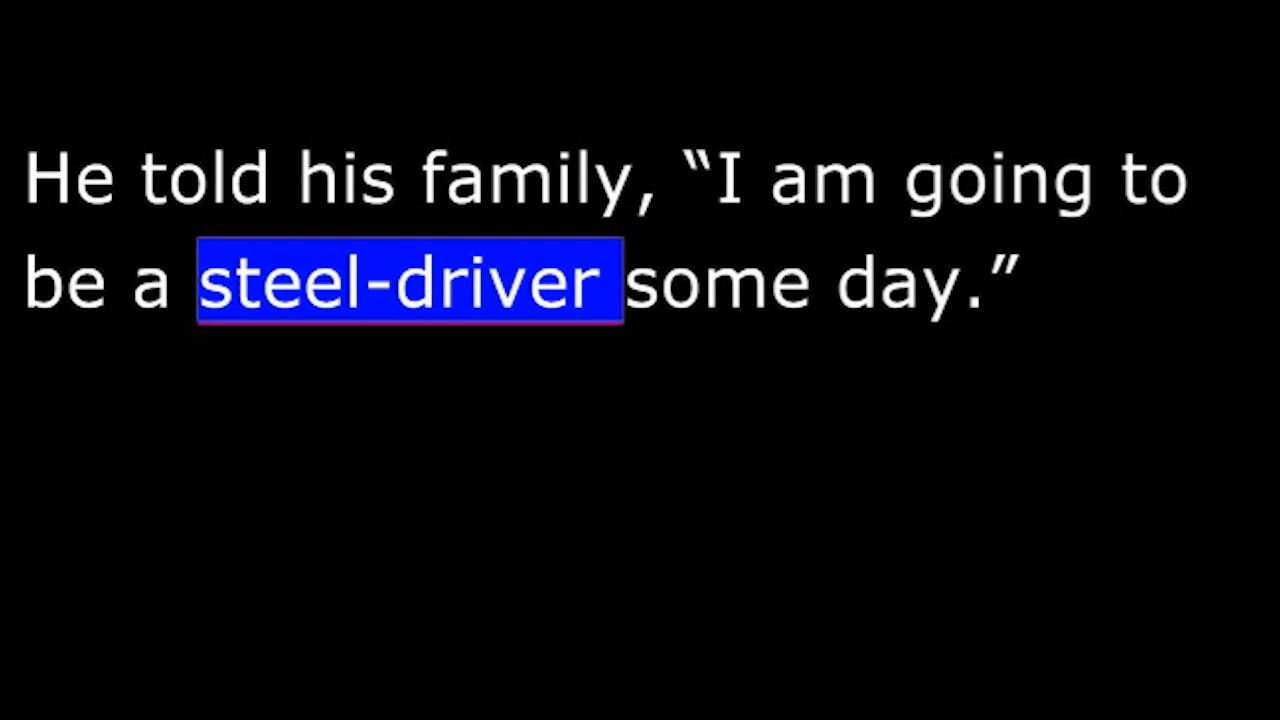 He told his family, “I am going to
be a steel-driver some day.”